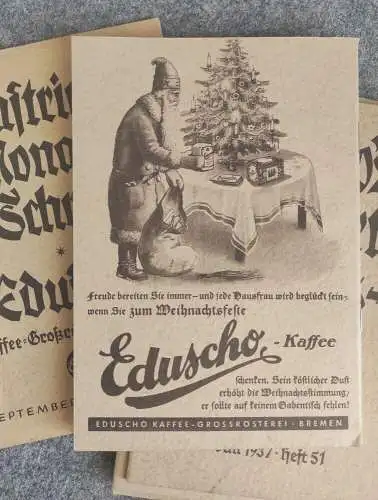 Freude bereiten Sie immer – und jede Hausfrau wird beglückt sein,
wenn Sie zum Weihnachtsfeste
Eduscho - Kaffee
schenken. Sein köstlicher Duft
erhöht die Weihnachtsstimmung;
er sollte auf keinem Gabentisch fehlen!
EDUSCHO KAFFEE - GROSSRÖSTEREI - BREMEN
EPTEMBER
1937 · Heft 51